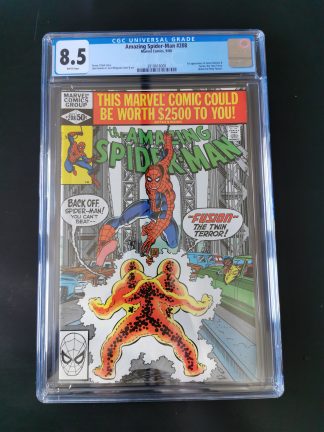 CGC UNIVERSAL GRADE
8.5
Amazing Spider-Man #208
Marvel Comics, 9/80
MARVEL COMICS GROUP
THIS MARVEL COMIC COULD
BE WORTH $2500 TO YOU!
50¢
208
THE AMAZING
SPIDER-MAN
BACK OFF,
SPIDER-MAN!
YOU CAN'T
BEAT--
--FUSION--
THE TWIN
TERROR!